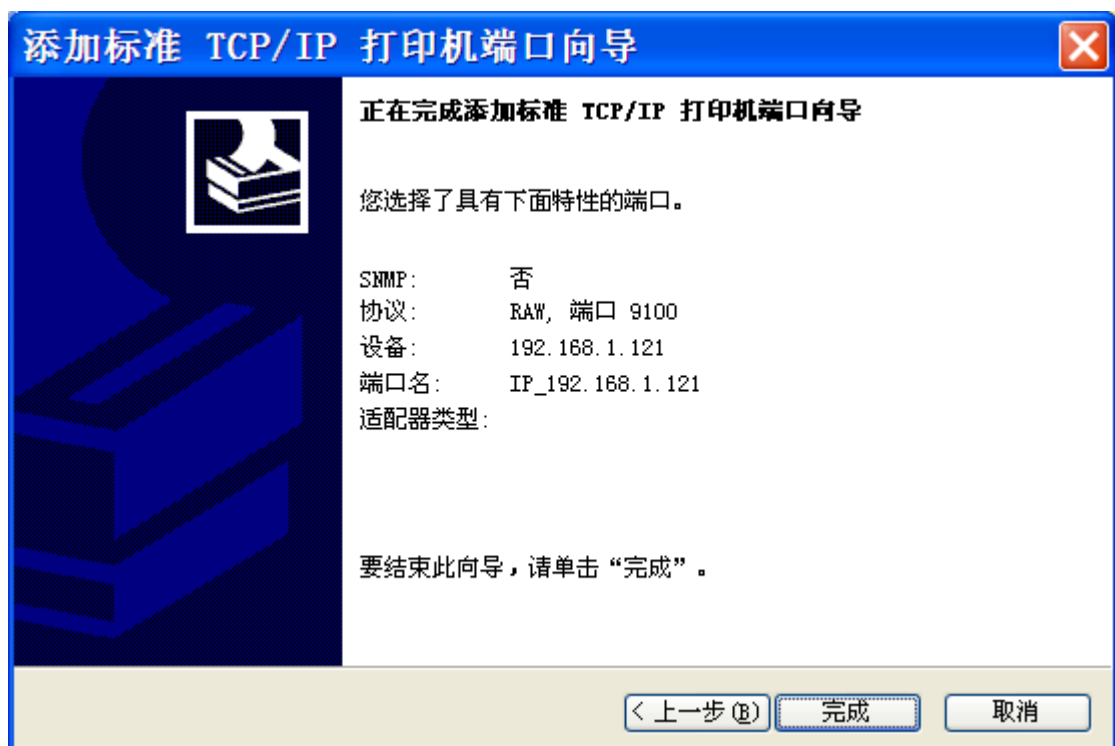 添加标准 TCP/IP 打印机端口向导
正在完成添加标准 TCP/IP 打印机端口向导
您选择了具有下面特性的端口。
SNMP: 否
协议: RAW, 端口 9100
设备: 192.168.1.121
端口名: IP_192.168.1.121
适配器类型:
要结束此向导，请单击“完成”。
< 上一步(B) 完成 取消